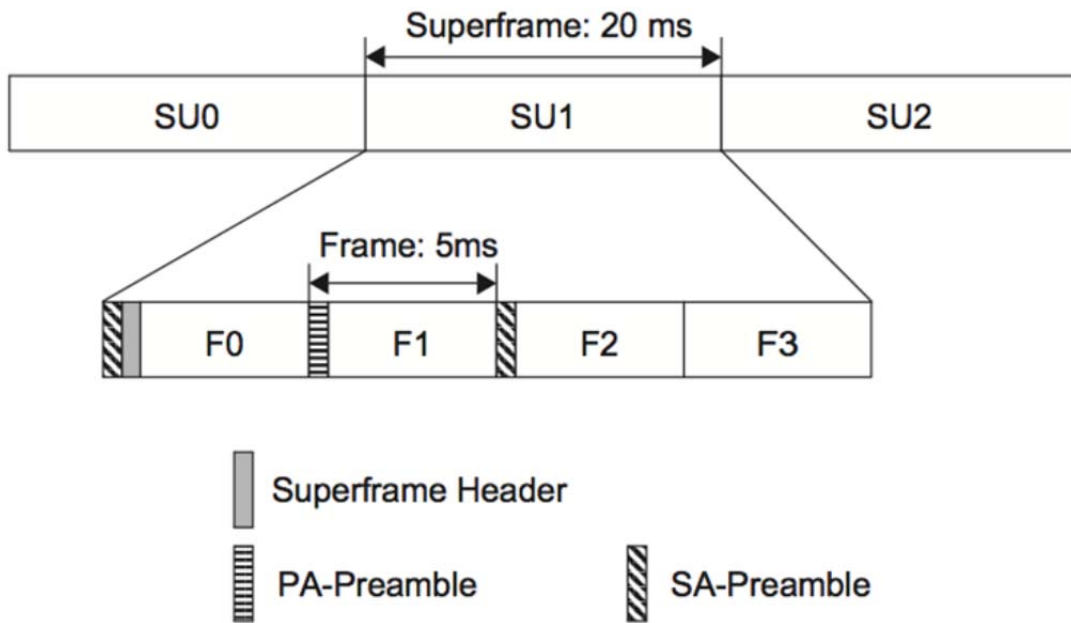 Superframe: 20 ms
SU0 SU1 SU2
Frame: 5ms
F0 F1 F2 F3
Superframe Header
PA-Preamble SA-Preamble